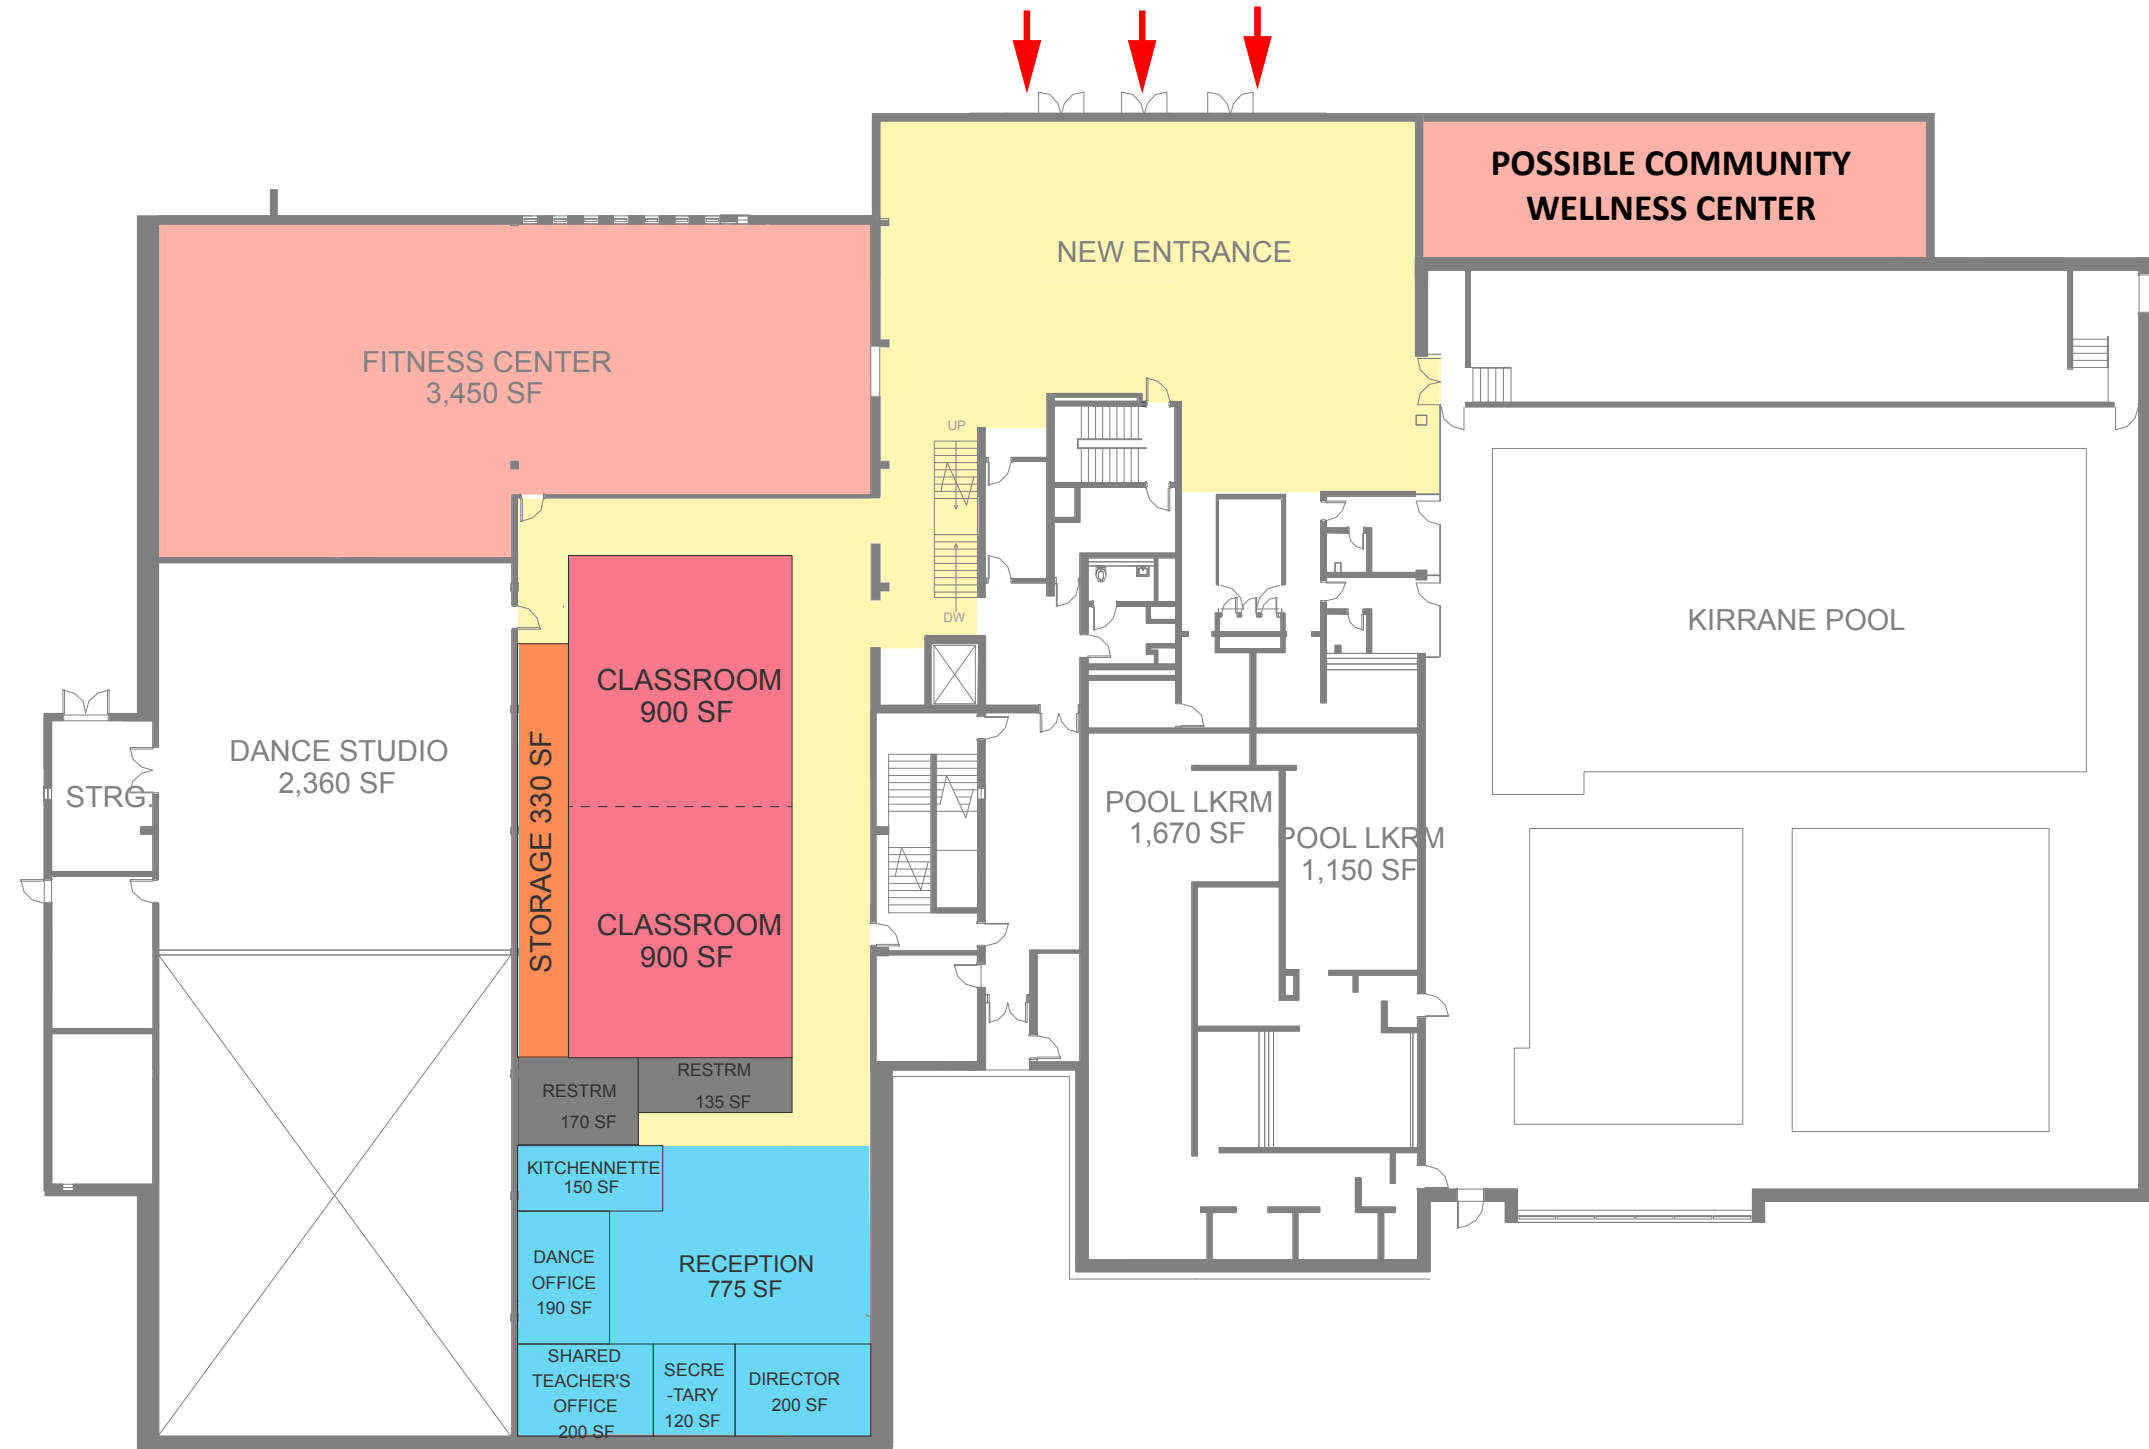 POSSIBLE COMMUNITY
WELLNESS CENTER
NEW ENTRANCE
FITNESS CENTER
3,450 SF
UP
DW
KIRRANE POOL
CLASSROOM
900 SF
DANCE STUDIO
2,360 SF
STRG.
STORAGE 330 SF
POOL LKRM
1,670 SF
POOL LKRM
1,150 SF
CLASSROOM
900 SF
RESTRM
170 SF
RESTRM
135 SF
KITCHENNETTE
150 SF
DANCE
OFFICE
190 SF
RECEPTION
775 SF
SHARED
TEACHER'S
OFFICE
200 SF
SECRE
-TARY
120 SF
DIRECTOR
200 SF